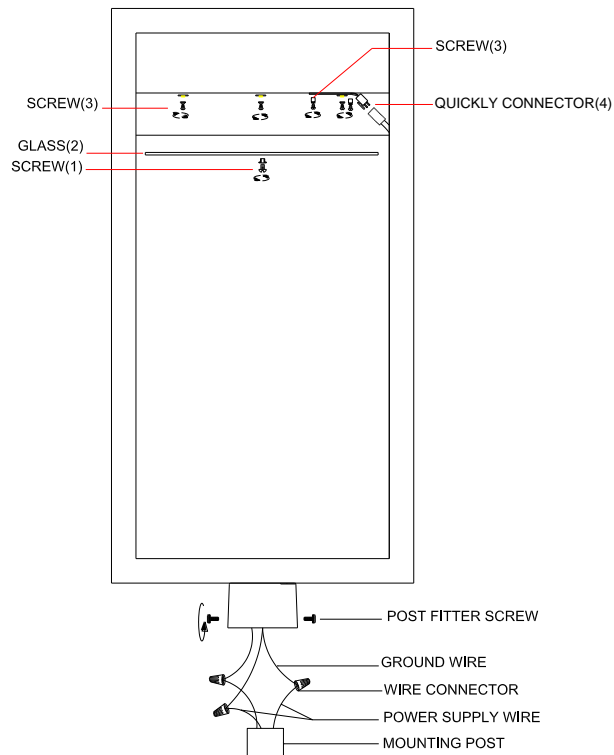 SCREW(3)
SCREW(3)
QUICKLY CONNECTOR(4)
GLASS(2)
SCREW(1)
POST FITTER SCREW
GROUND WIRE
WIRE CONNECTOR
POWER SUPPLY WIRE
MOUNTING POST